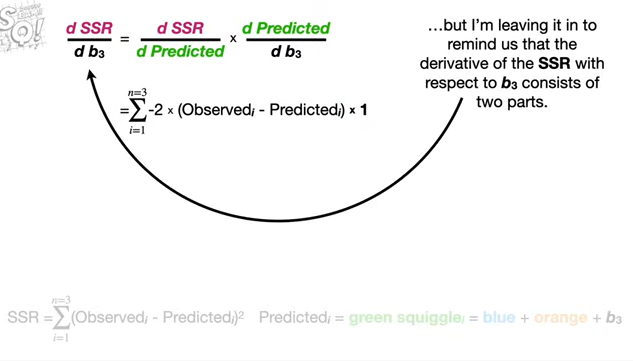 d SSR / d b₃ = d SSR / d Predicted × d Predicted / d b₃
n=3
=∑ -2 × (Observedᵢ - Predictedᵢ) × 1
i=1
…but I'm leaving it in to
remind us that the
derivative of the SSR with
respect to b₃ consists of
two parts.
n=3
SSR =∑(Observedᵢ - Predictedᵢ)² Predictedᵢ = green squiggleᵢ = blue + orange + b₃
i=1